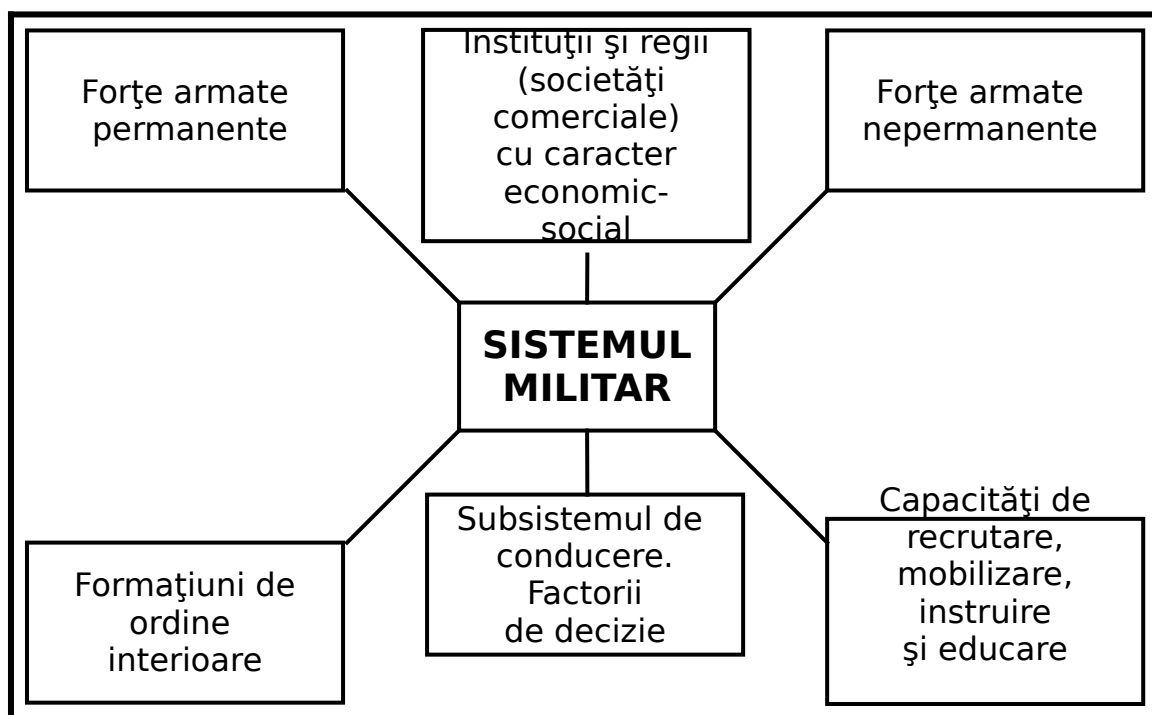 Forţe armate
permanente
Instituţii şi regii
(societăţi
comerciale)
cu caracter
economic-
social
Forţe armate
nepermanente
SISTEMUL
MILITAR
Formaţiuni de
ordine
interioare
Subsistemul de
conducere.
Factorii
de decizie
Capacităţi de
recrutare,
mobilizare,
instruire
şi educare